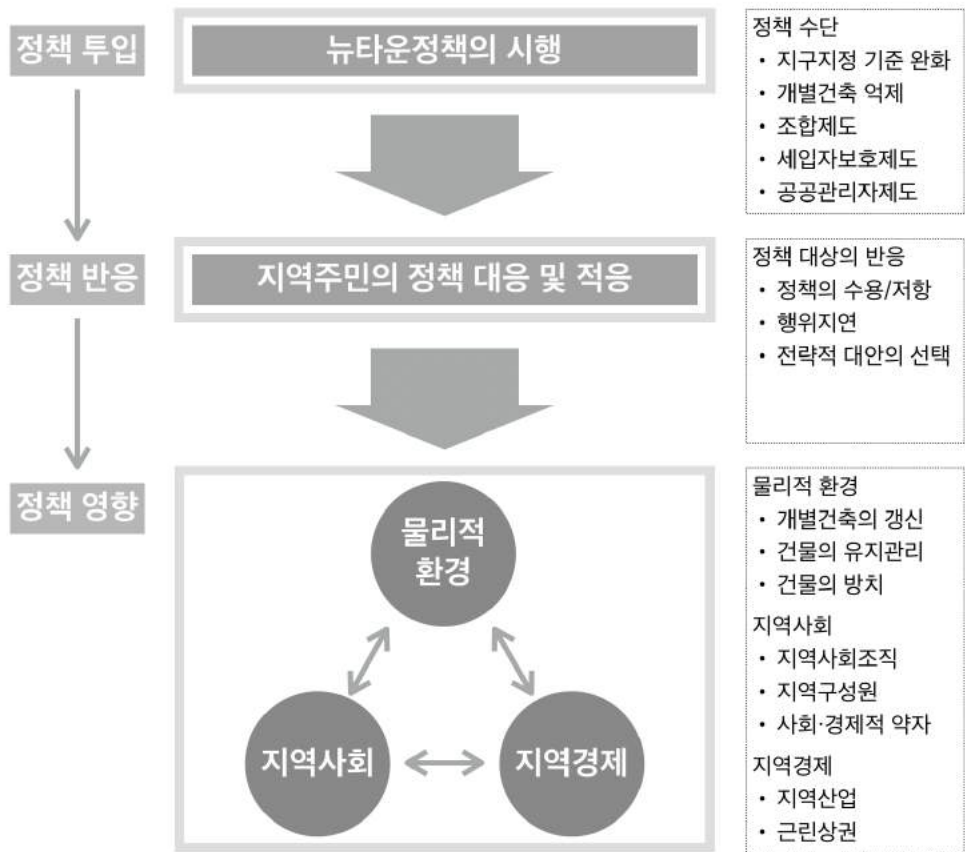 정책 투입
뉴타운정책의 시행
정책 수단
• 지구지정 기준 완화
• 개별건축 억제
• 조합제도
• 세입자보호제도
• 공공관리자제도
정책 반응
지역주민의 정책 대응 및 적응
정책 대상의 반응
• 정책의 수용/저항
• 행위지연
• 전략적 대안의 선택
정책 영향
물리적
환경
지역사회
지역경제
물리적 환경
• 개별건축의 갱신
• 건물의 유지관리
• 건물의 방치
지역사회
• 지역사회조직
• 지역구성원
• 사회·경제적 약자
지역경제
• 지역산업
• 근린상권